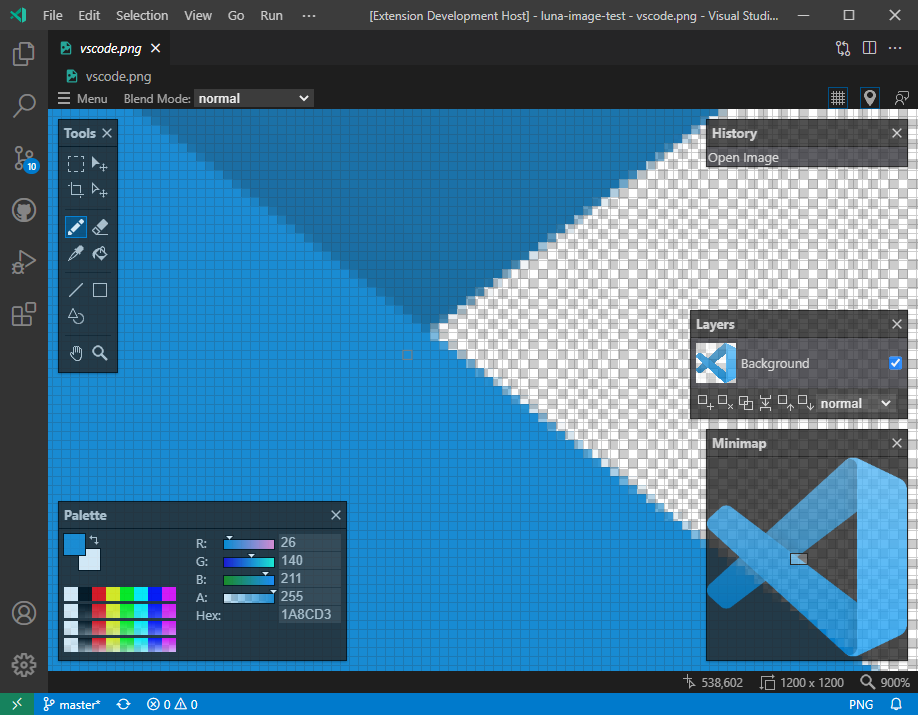 File Edit Selection View Go Run ··· [Extension Development Host] - luna-image-test - vscode.png - Visual Studi...
vscode.png
vscode.png
Menu Blend Mode: normal
Tools
History
Open Image
10
Layers
Background
normal
Minimap
Palette
R: 26
G: 140
B: 211
A: 255
Hex: 1A8CD3
538,602 1200 x 1200 900%
master* 0 0 PNG